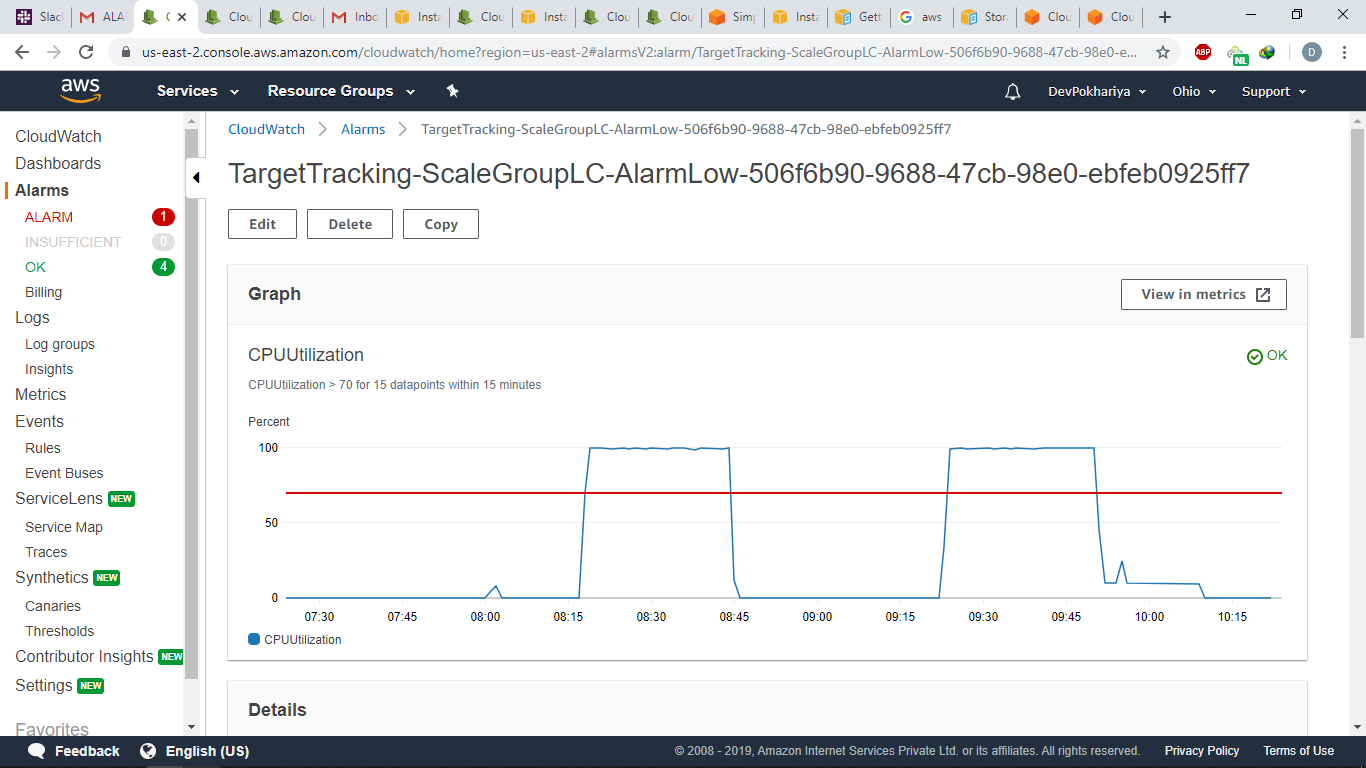 Slack
ALA
C
Clou
Clou
Inbo
Insta
Clou
Insta
Clou
Clou
Simp
Insta
Gett
aws
Stora
Clou
Clou
us-east-2.console.aws.amazon.com/cloudwatch/home?region=us-east-2#alarmsV2:alarm/TargetTracking-ScaleGroupLC-AlarmLow-506f6b90-9688-47cb-98e0-e...
ABP
NL
D
aws
Services
Resource Groups
DevPokhariya
Ohio
Support
CloudWatch
Dashboards
Alarms
ALARM 1
INSUFFICIENT 0
OK 4
Billing
Logs
Log groups
Insights
Metrics
Events
Rules
Event Buses
ServiceLens NEW
Service Map
Traces
Synthetics NEW
Canaries
Thresholds
Contributor Insights NEW
Settings NEW
Favorites
CloudWatch > Alarms > TargetTracking-ScaleGroupLC-AlarmLow-506f6b90-9688-47cb-98e0-ebfeb0925ff7
TargetTracking-ScaleGroupLC-AlarmLow-506f6b90-9688-47cb-98e0-ebfeb0925ff7
Edit
Delete
Copy
Graph
View in metrics
CPUUtilization
OK
CPUUtilization > 70 for 15 datapoints within 15 minutes
Percent
100
50
0
07:30 07:45 08:00 08:15 08:30 08:45 09:00 09:15 09:30 09:45 10:00 10:15
CPUUtilization
Details
Feedback
English (US)
© 2008 - 2019, Amazon Internet Services Private Ltd. or its affiliates. All rights reserved.
Privacy Policy
Terms of Use